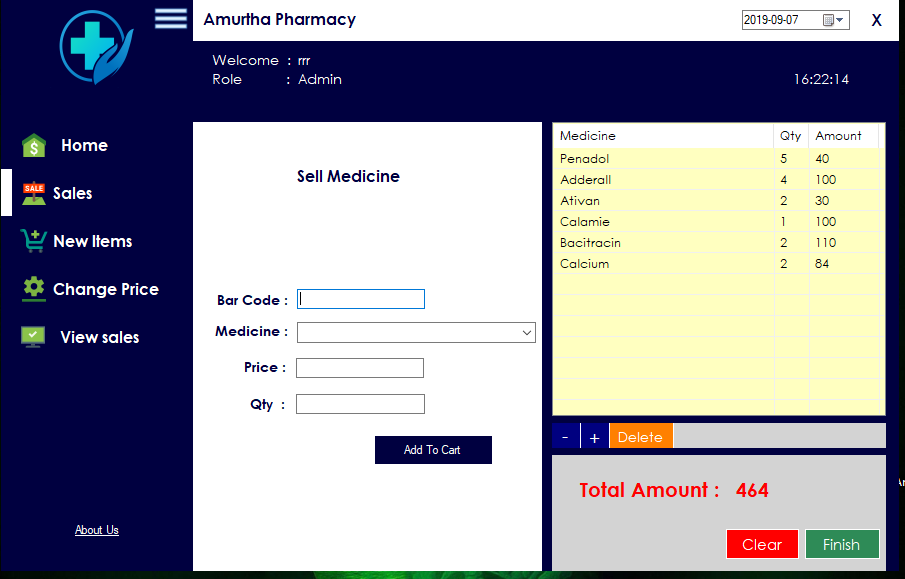 Amurtha Pharmacy
2019-09-07
X
Welcome : rrr
Role : Admin
16:22:14
Home
SALE
Sales
New Items
Change Price
View sales
About Us
Sell Medicine
Bar Code :
Medicine :
Price :
Qty :
Add To Cart
Medicine Qty Amount
Penadol 5 40
Adderall 4 100
Ativan 2 30
Calamie 1 100
Bacitracin 2 110
Calcium 2 84
- + Delete
Total Amount : 464
Clear Finish